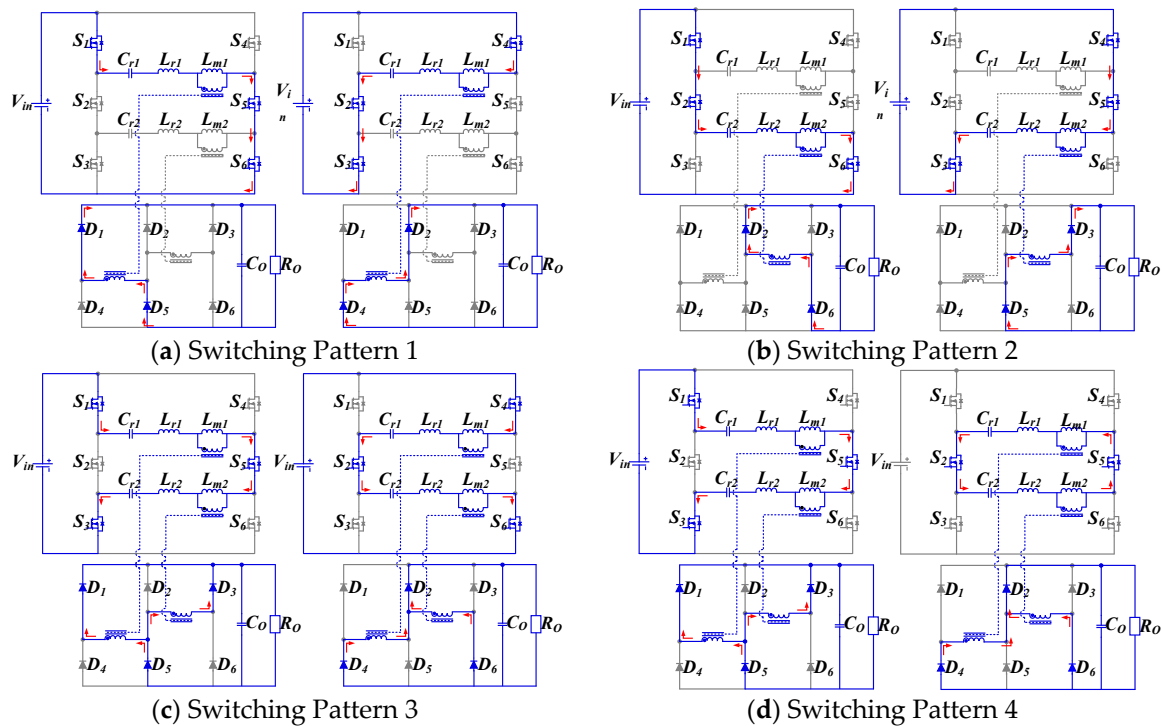 S1 S4 S1 S4
Cr1 Lr1 Lm1 Cr1 Lr1 Lm1
Vin S2 S5 Vi
n S2 S5
Cr2 Lr2 Lm2 Cr2 Lr2 Lm2
S3 S6 S3 S6
D1 D2 D3 D1 D2 D3
CO RO CO RO
D4 D5 D6 D4 D5 D6
(a) Switching Pattern 1
S1 S4 S1 S4
Cr1 Lr1 Lm1 Cr1 Lr1 Lm1
Vin S2 S5 Vi
n S2 S5
Cr2 Lr2 Lm2 Cr2 Lr2 Lm2
S3 S6 S3 S6
D1 D2 D3 D1 D2 D3
CO RO CO RO
D4 D5 D6 D4 D5 D6
(b) Switching Pattern 2
S1 S4 S1 S4
Cr1 Lr1 Lm1 Cr1 Lr1 Lm1
Vin S2 S5 Vin S2 S5
Cr2 Lr2 Lm2 Cr2 Lr2 Lm2
S3 S6 S3 S6
D1 D2 D3 D1 D2 D3
CO RO CO RO
D4 D5 D6 D4 D5 D6
(c) Switching Pattern 3
S1 S4 S1 S4
Cr1 Lr1 Lm1 Cr1 Lr1 Lm1
Vin S2 S5 Vin S2 S5
Cr2 Lr2 Lm2 Cr2 Lr2 Lm2
S3 S6 S3 S6
D1 D2 D3 D1 D2 D3
CO RO CO RO
D4 D5 D6 D4 D5 D6
(d) Switching Pattern 4